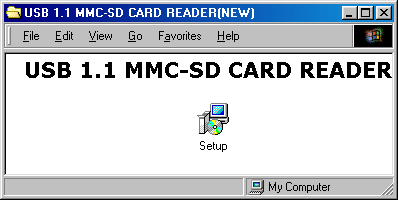 USB 1.1 MMC-SD CARD READER(NEW)
File Edit View Go Favorites Help
USB 1.1 MMC-SD CARD READER
Setup
My Computer